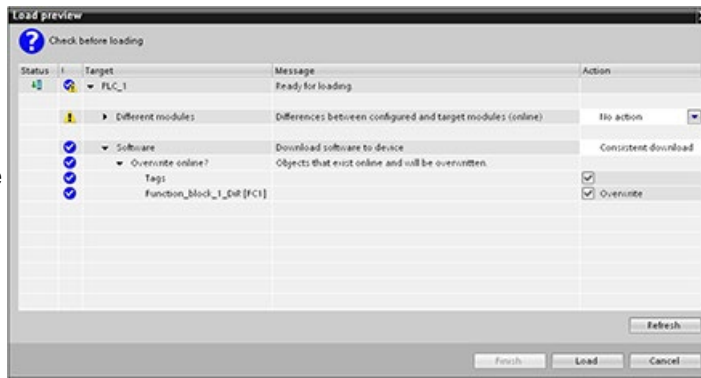 Load preview
Check before loading
Status ! Target Message Action
PLC_1 Ready for loading
Different modules Differences between configured and target modules (online) No action
Software Download software to device Consistent download
Overwrite online? Objects that exist online and will be overwritten.
Tags
Function_block_1_DiR [FC1] Overwrite
Refresh
Finish Load Cancel